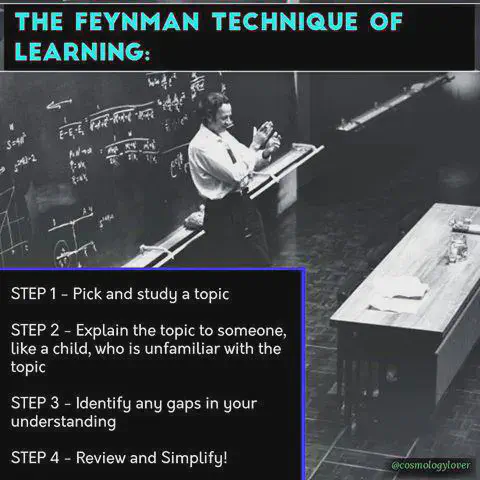 THE FEYNMAN TECHNIQUE OF
LEARNING:
STEP 1 - Pick and study a topic
STEP 2 - Explain the topic to someone,
like a child, who is unfamiliar with the
topic
STEP 3 - Identify any gaps in your
understanding
STEP 4 - Review and Simplify!
@cosmologylover